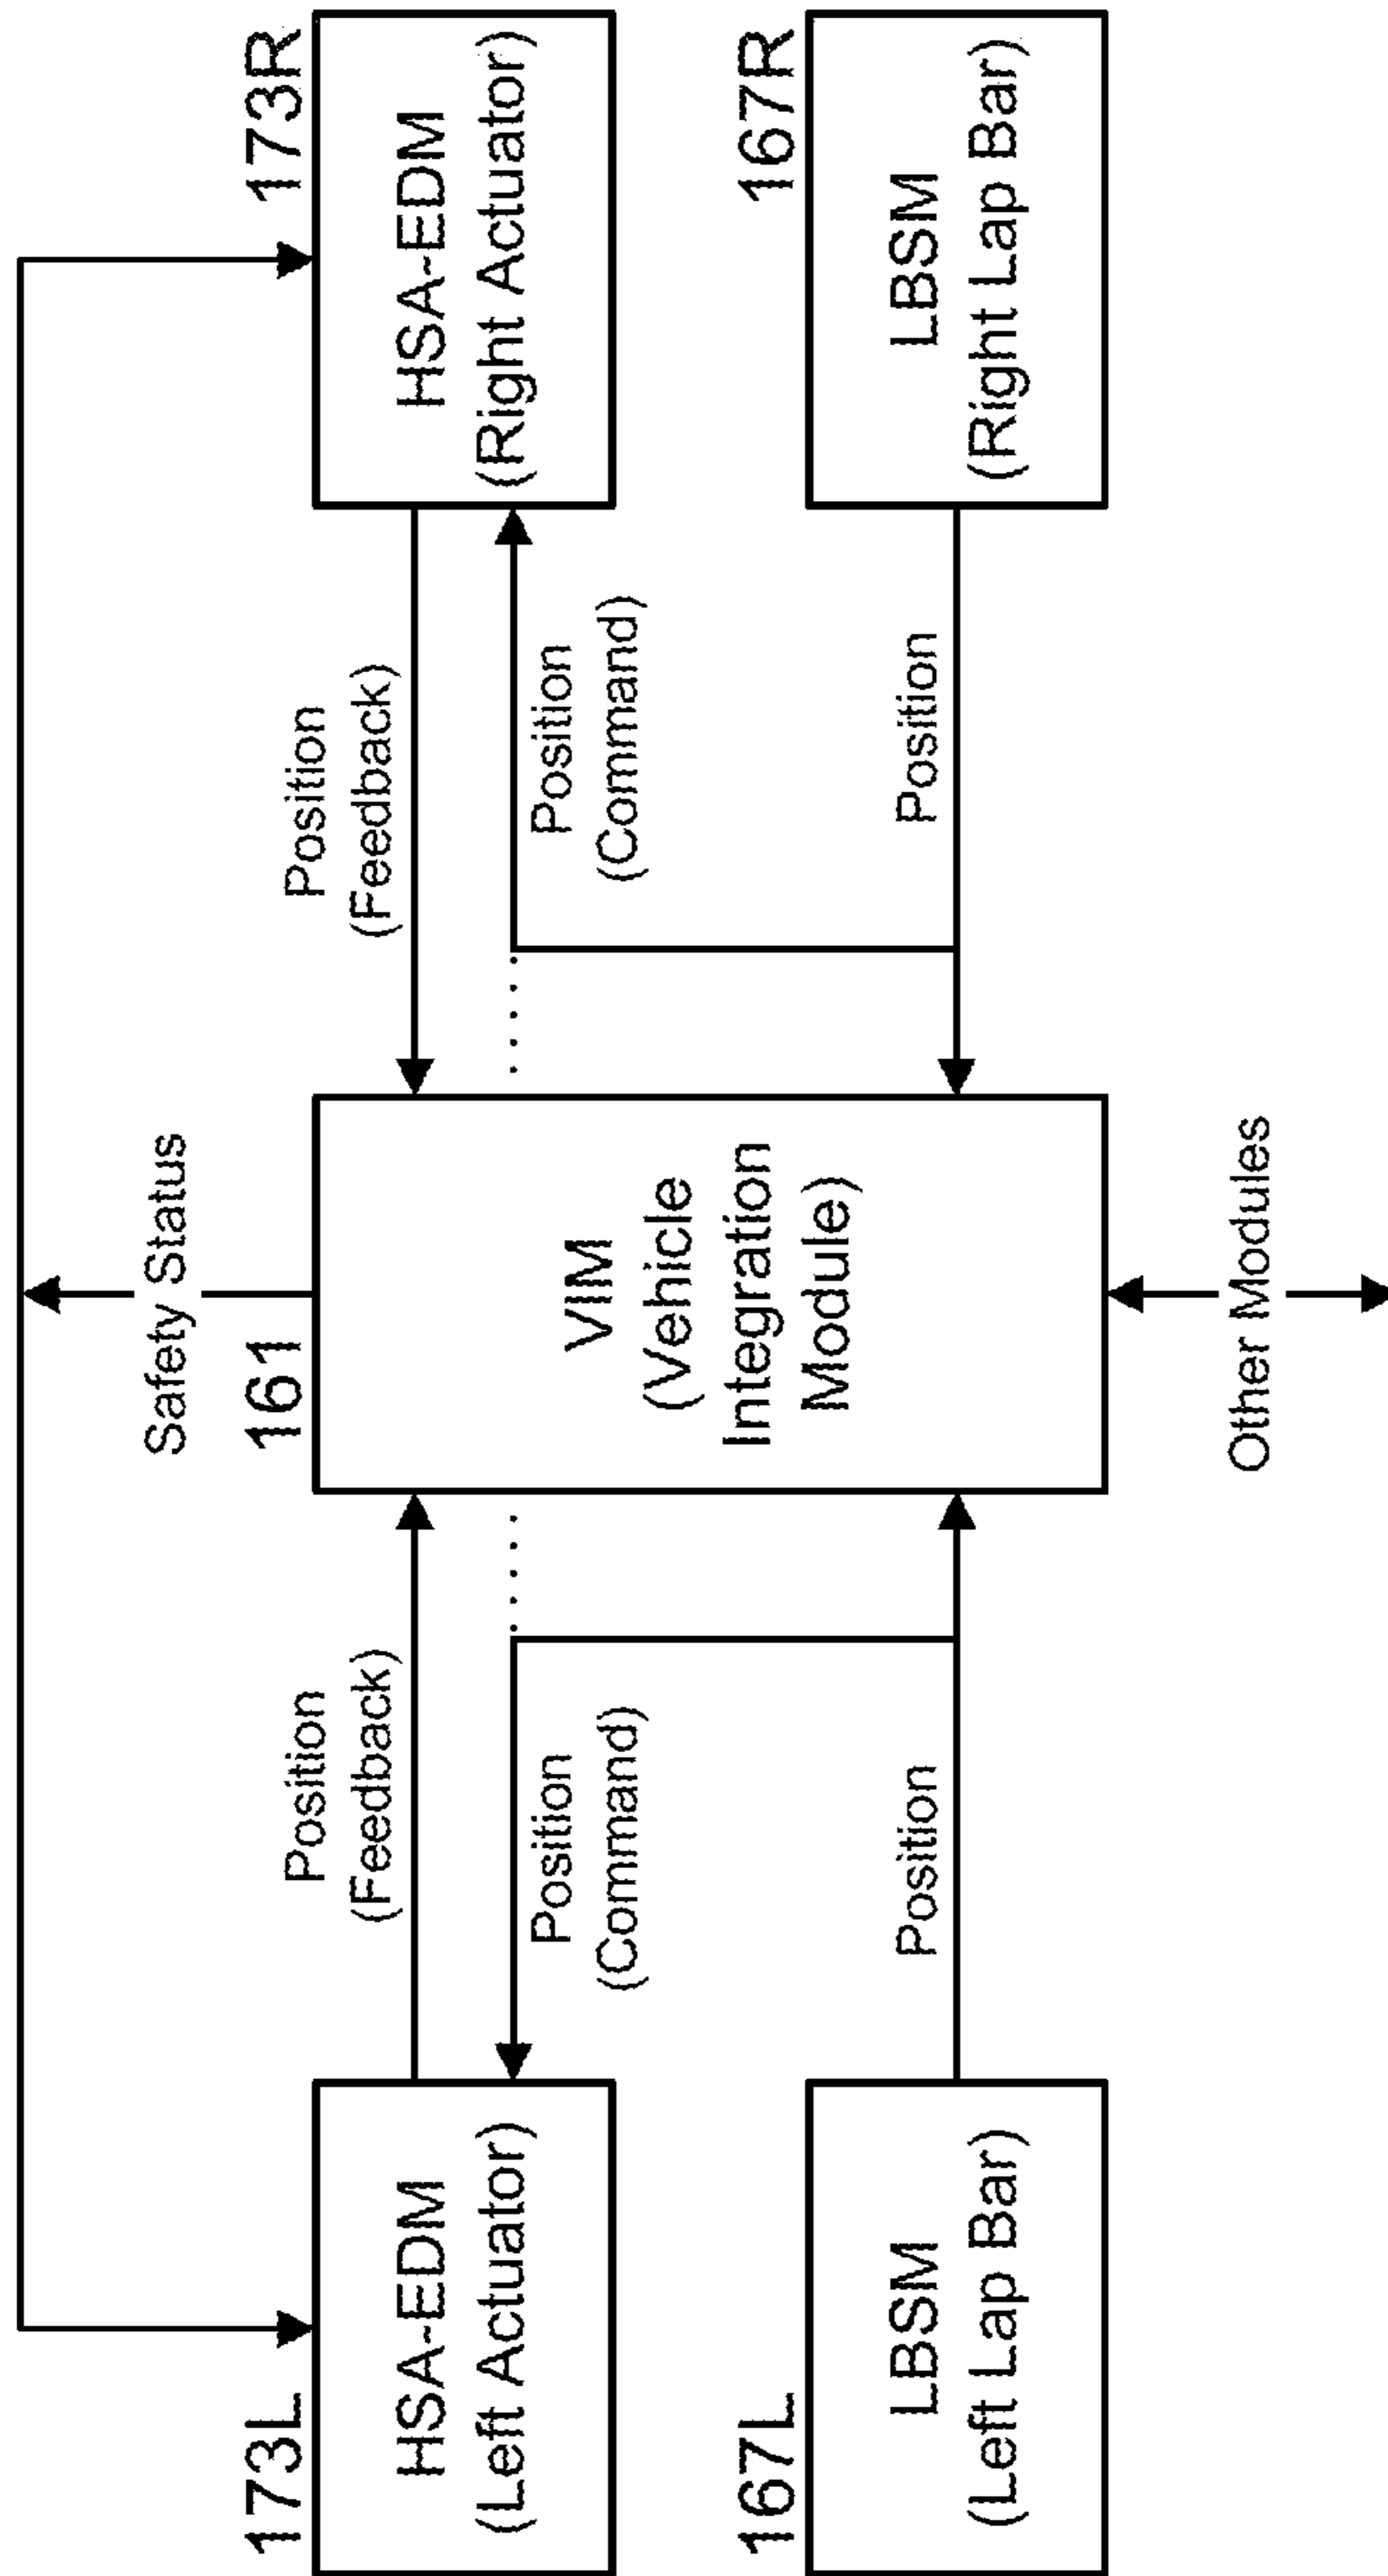 Safety Status
173L
161
173R
HSA-EDM
(Left Actuator)
Position
(Feedback)
Position
(Command)
VIM
(Vehicle
Integration
Module)
Position
(Feedback)
Position
(Command)
HSA-EDM
(Right Actuator)
167L
167R
LBSM
(Left Lap Bar)
Position
Position
LBSM
(Right Lap Bar)
Other Modules